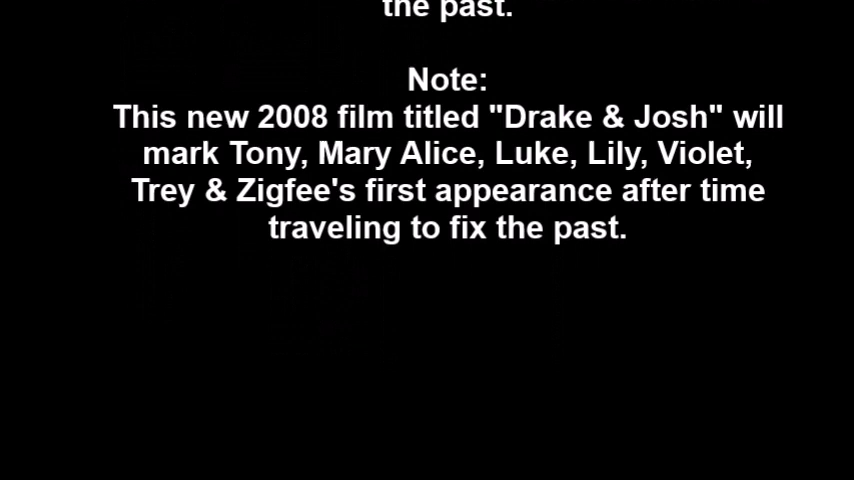 the past.
Note:
This new 2008 film titled "Drake & Josh" will
mark Tony, Mary Alice, Luke, Lily, Violet,
Trey & Zigfee's first appearance after time
traveling to fix the past.